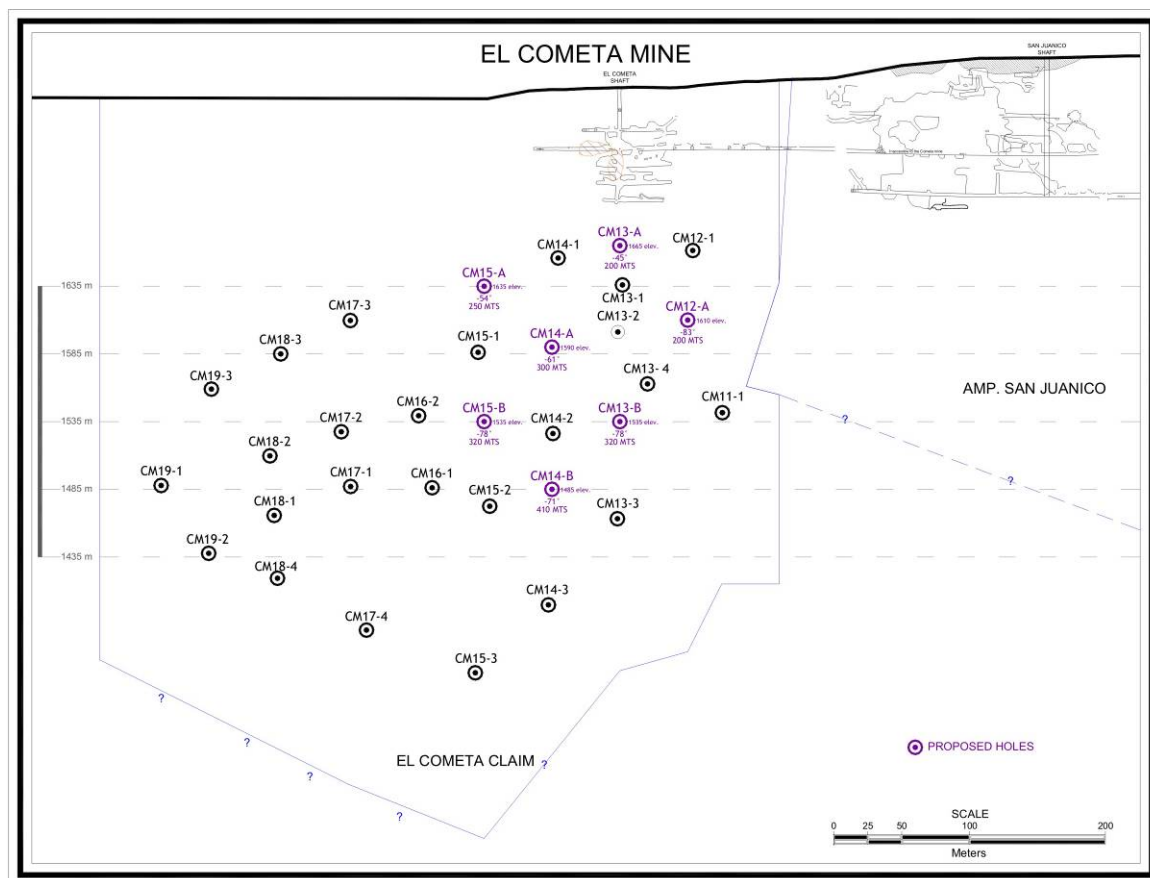 EL COMETA MINE
SAN JUANICO
SHAFT
EL COMETA
SHAFT
CM13-A
1665 elev.
-45°
200 MTS
CM14-1
CM12-1
CM15-A
1635 elev.
-54°
250 MTS
1635 m
CM13-1
CM13-2
CM17-3
CM12-A
1610 elev.
-83°
200 MTS
CM14-A
1590 elev.
-61°
300 MTS
CM15-1
CM18-3
1585 m
CM19-3
CM13- 4
AMP. SAN JUANICO
CM11-1
CM16-2
CM15-B
1535 elev.
-78°
320 MTS
CM13-B
1535 elev.
-78°
320 MTS
CM14-2
1535 m
CM17-2
?
CM18-2
CM19-1
CM17-1
CM16-1
CM14-B
1485 elev.
-71°
410 MTS
?
1485 m
CM15-2
CM18-1
CM13-3
CM19-2
1435 m
CM18-4
CM14-3
CM17-4
CM15-3
?
?
?
?
?
EL COMETA CLAIM
PROPOSED HOLES
SCALE
0 25 50 100 200
Meters